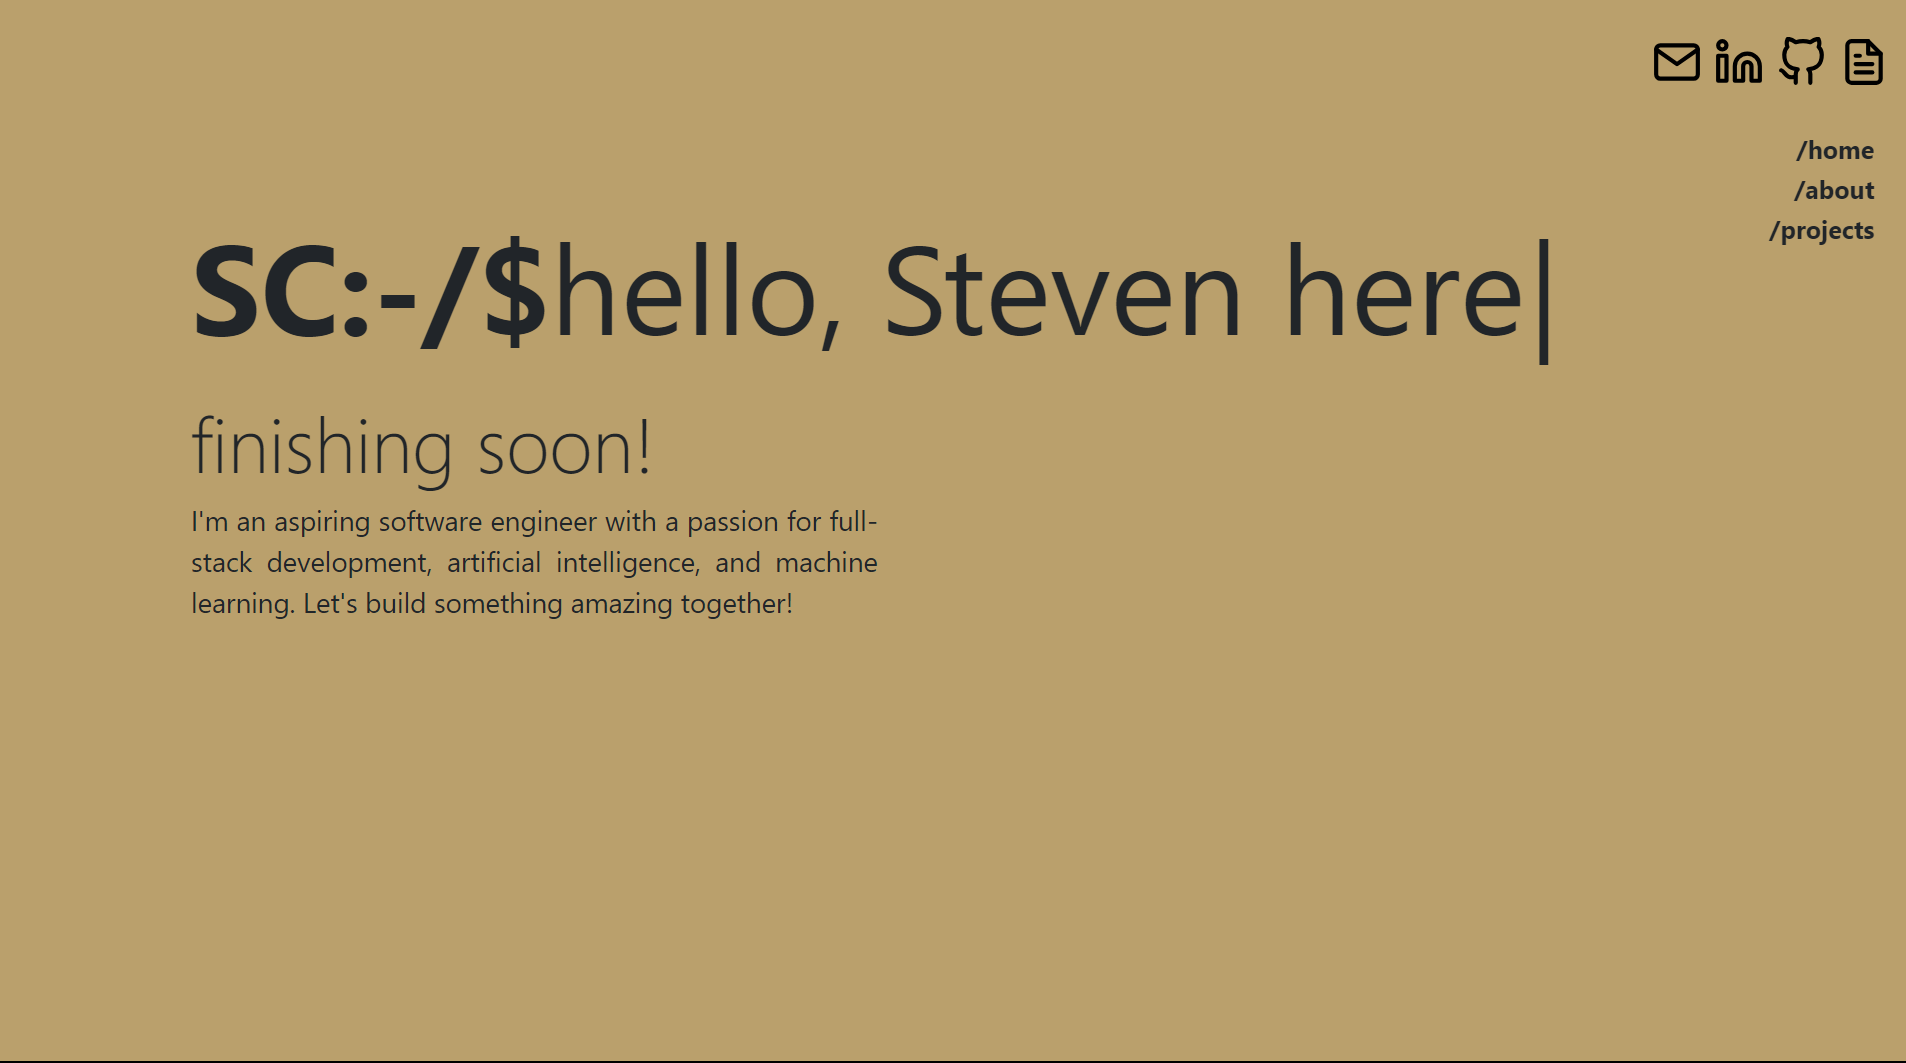 /home
/about
/projects
SC:-/$hello, Steven here|
finishing soon!
I'm an aspiring software engineer with a passion for full-
stack development, artificial intelligence, and machine
learning. Let's build something amazing together!